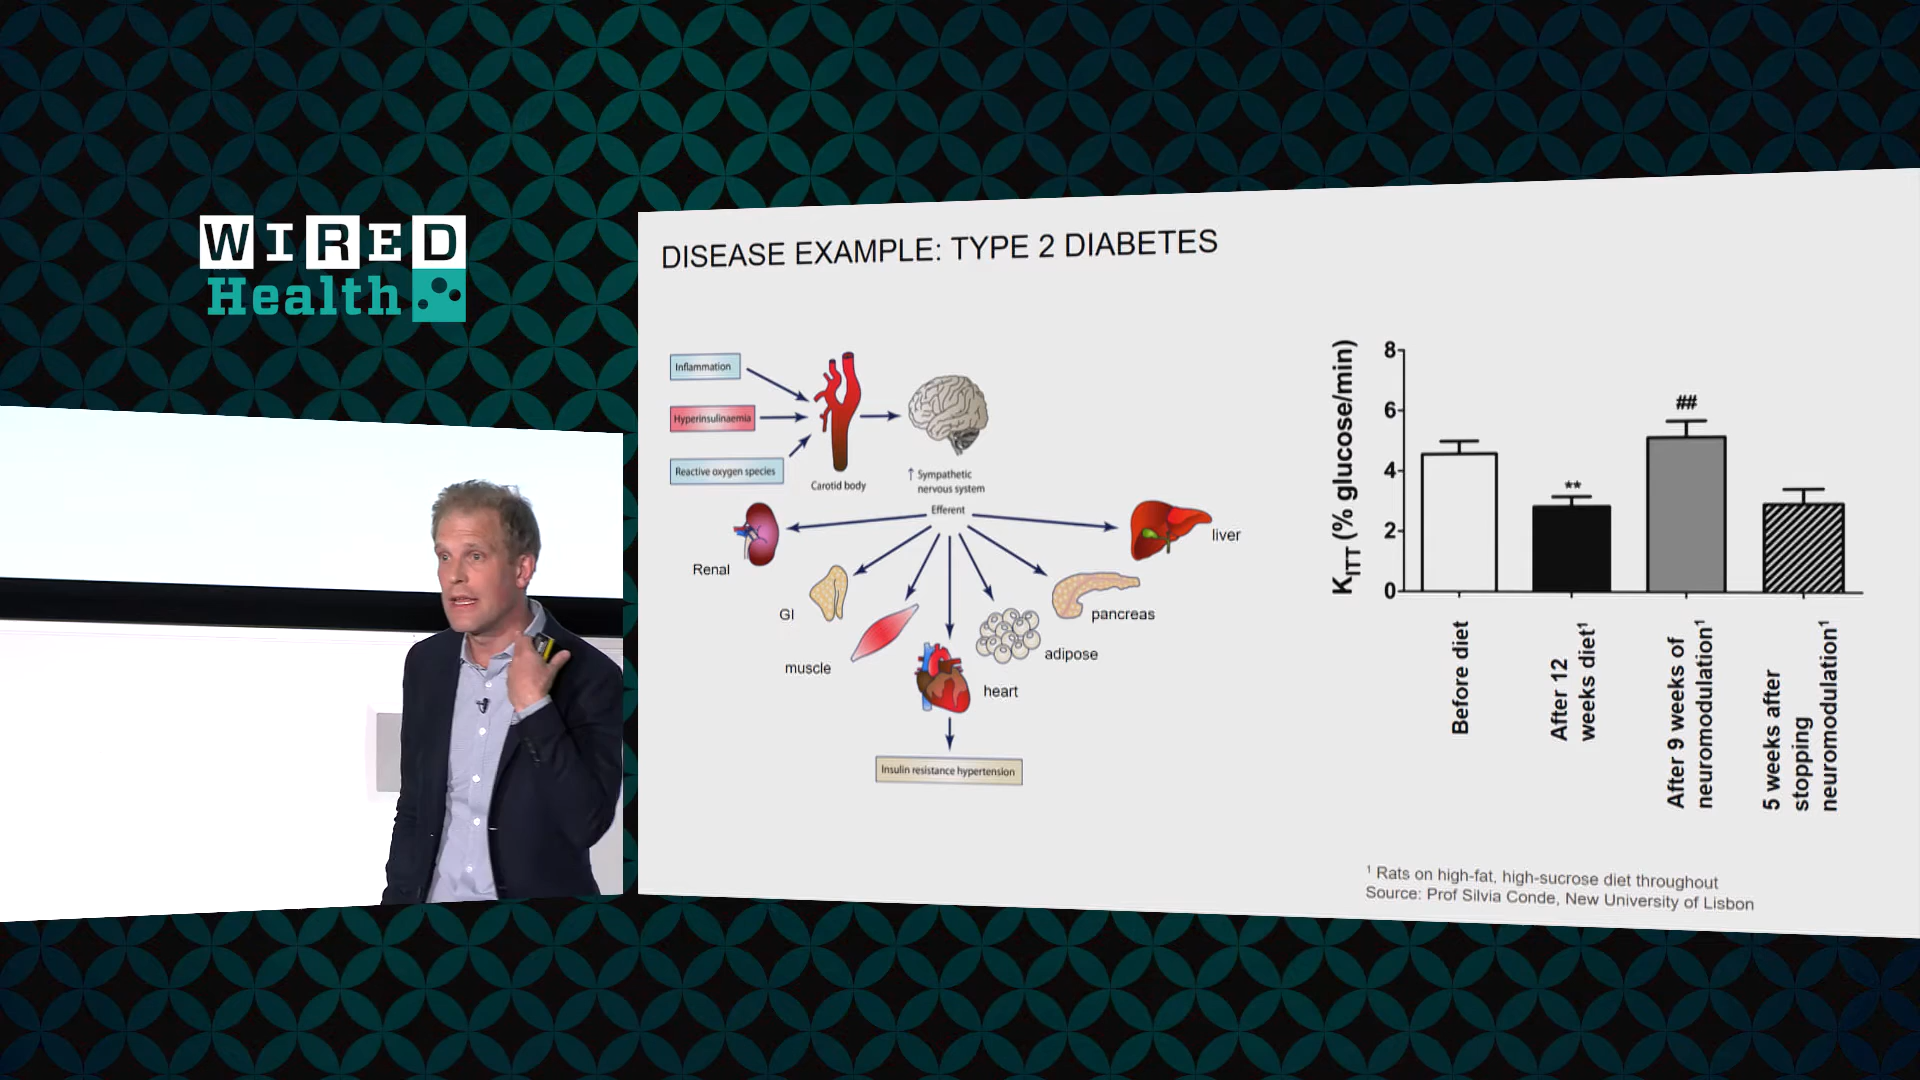 WIRED
Health
DISEASE EXAMPLE: TYPE 2 DIABETES
Inflammation
Hyperinsulinaemia
Reactive oxygen species
Carotid body
↑ Sympathetic
nervous system
Efferent
Renal
GI
muscle
heart
adipose
pancreas
liver
Insulin resistance hypertension
K_ITT (% glucose/min)
8
6
4
2
0
**
##
Before diet
After 12
weeks diet¹
After 9 weeks of
neuromodulation¹
5 weeks after
stopping
neuromodulation¹
¹ Rats on high-fat, high-sucrose diet throughout
Source: Prof Silvia Conde, New University of Lisbon